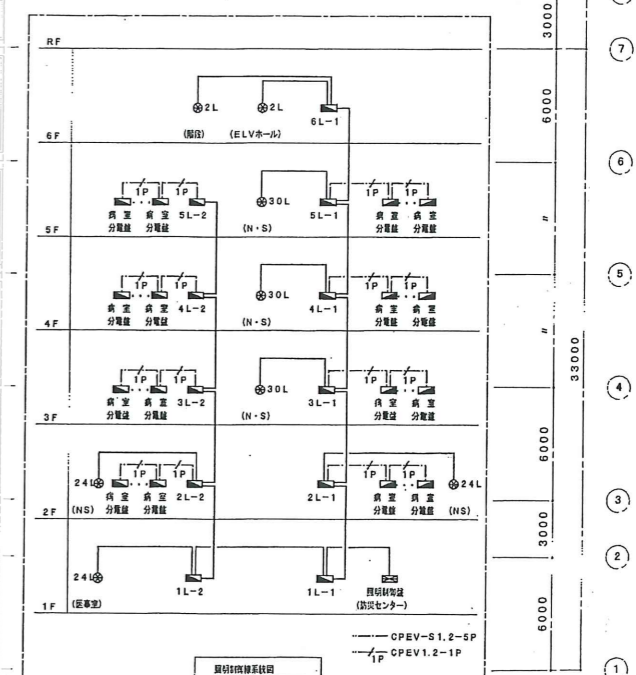 3000
RF
7
6000
2L
2L
6L-1
(階段)
(ELVホール)
6F
6
1P
1P
30L
1P
1P
5L-2
5L-1
病室
病室
(N・S)
病室
病室
分電盤
分電盤
分電盤
分電盤
5F
〃
5
1P
1P
30L
1P
1P
4L-2
4L-1
病室
病室
(N・S)
病室
病室
分電盤
分電盤
分電盤
分電盤
4F
〃
33000
4
1P
1P
30L
1P
1P
3L-2
3L-1
病室
病室
(N・S)
病室
病室
分電盤
分電盤
分電盤
分電盤
3F
6000
24L
1P
1P
1P
1P
24L
2L-2
2L-1
(NS)
病室
病室
病室
病室
(NS)
分電盤
分電盤
分電盤
分電盤
2F
3
3000
2
24L
1L-2
1L-1
照明制御盤
(医事室)
(防災センター)
1F
6000
CPEV-S1.2-5P
1P CPEV1.2-1P
照明制御線系統図
1